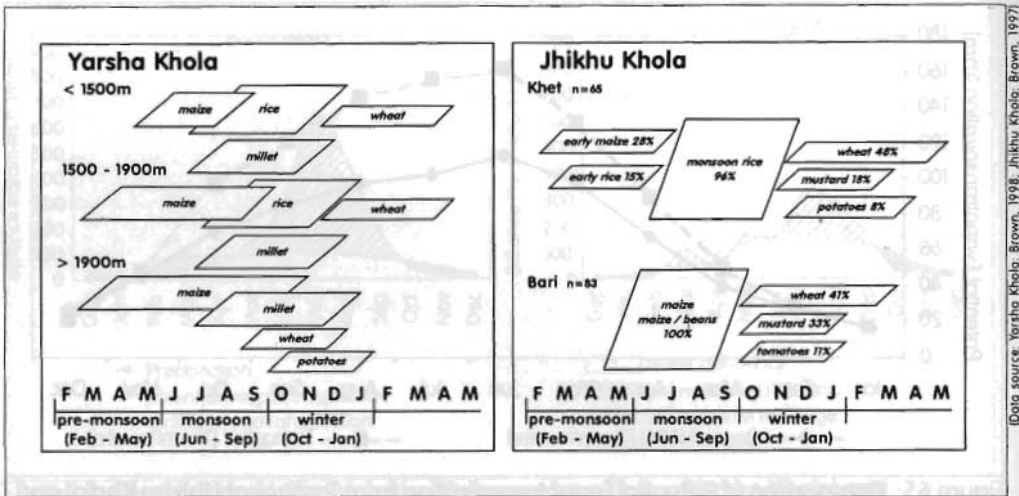 Yarsha Khola
< 1500m
maize
rice
wheat
millet
1500 - 1900m
maize
rice
wheat
millet
> 1900m
maize
millet
wheat
potatoes
F M A M J J A S O N D J F M A M
pre-monsoon monsoon winter
(Feb - May) (Jun - Sep) (Oct - Jan)
Jhikhu Khola
Khet n=65
early maize 28%
early rice 15%
monsoon rice
96%
wheat 48%
mustard 18%
potatoes 8%
Bari n=83
maize
maize / beans
100%
wheat 41%
mustard 33%
tomatoes 11%
F M A M J J A S O N D J F M A M
pre-monsoon monsoon winter
(Feb - May) (Jun - Sep) (Oct - Jan)
(Data source: Yarsha Khola: Brown, 1998; Jhikhu Khola: Brown, 1997)